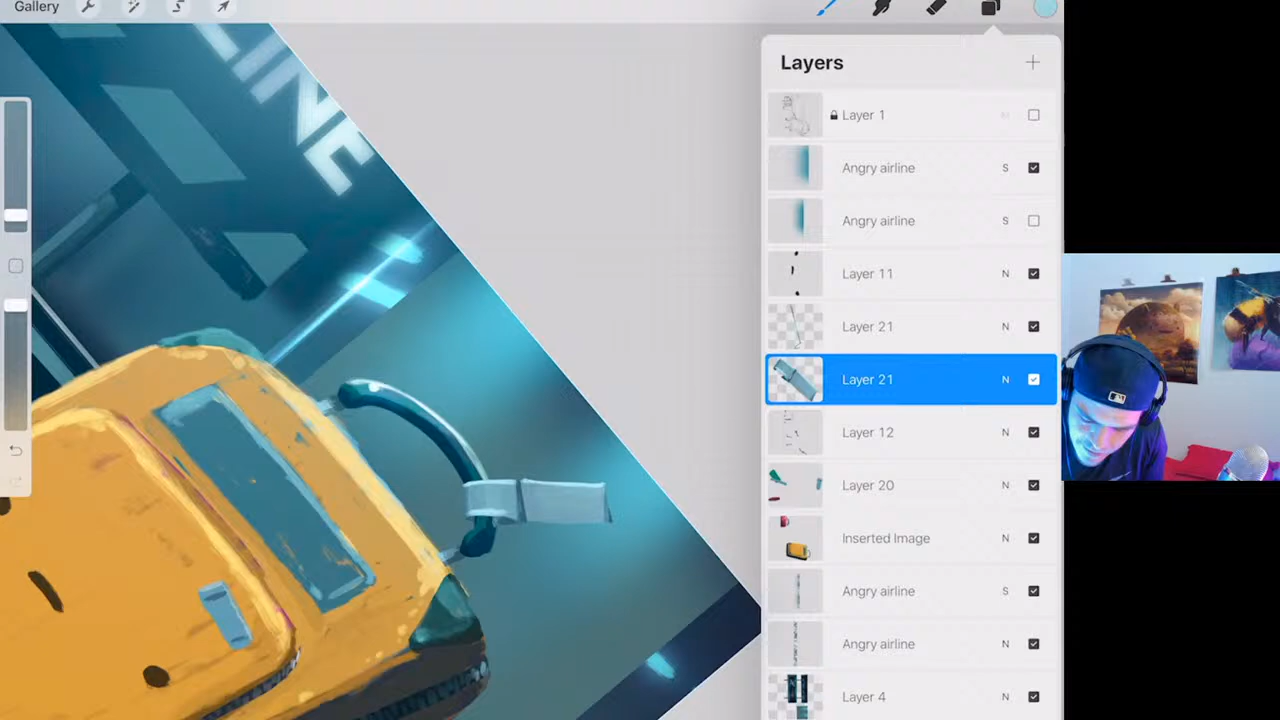 Gallery
LINE
Layers
Layer 1
Angry airline S
Angry airline S
Layer 11 N
Layer 21 N
Layer 21 N
Layer 12 N
Layer 20 N
Inserted Image N
Angry airline S
Angry airline N
Layer 4 N